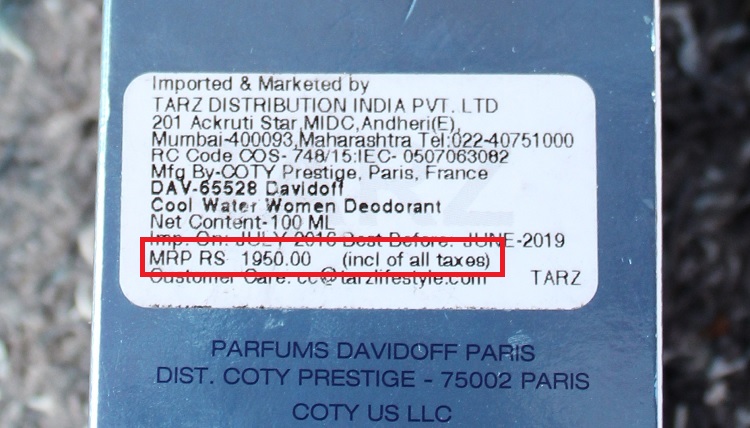 Imported & Marketed by
TARZ DISTRIBUTION INDIA PVT. LTD
201 Ackruti Star,MIDC,Andheri(E),
Mumbai-400093,Maharashtra Tel:022-40751000
RC Code COS- 748/15:IEC- 0507063082
Mfg By-COTY Prestige, Paris, France
DAV-65528 Davidoff
Cool Water Women Deodorant
Net Content-100 ML
Imp. On: JULY-2016 Best Before: JUNE-2019
MRP RS 1950.00 (incl of all taxes)
Customer Care: cc@tarzlifestyle.com TARZ
PARFUMS DAVIDOFF PARIS
DIST. COTY PRESTIGE - 75002 PARIS
COTY US LLC